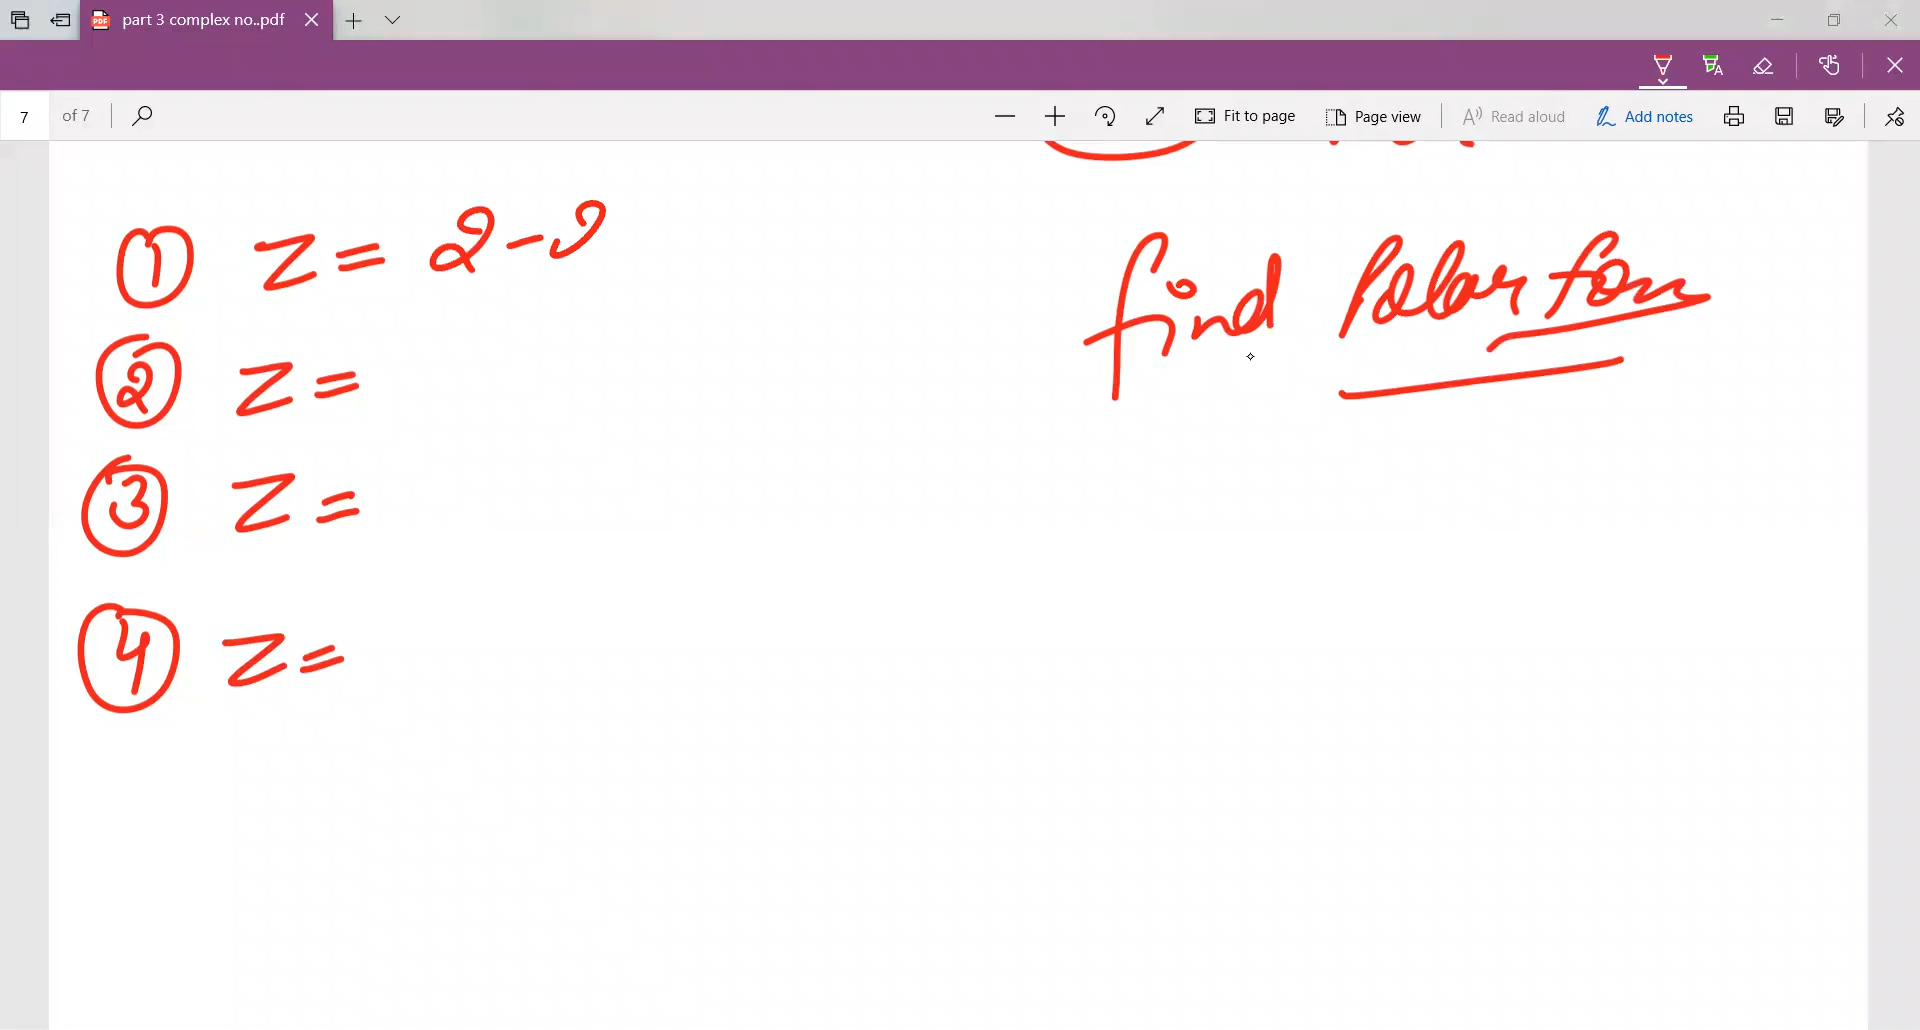 part 3 complex no..pdf
7 of 7
Fit to page
Page view
Read aloud
Add notes
① Z = 2 -
find Polar form
② Z =
③ Z =
④ Z =